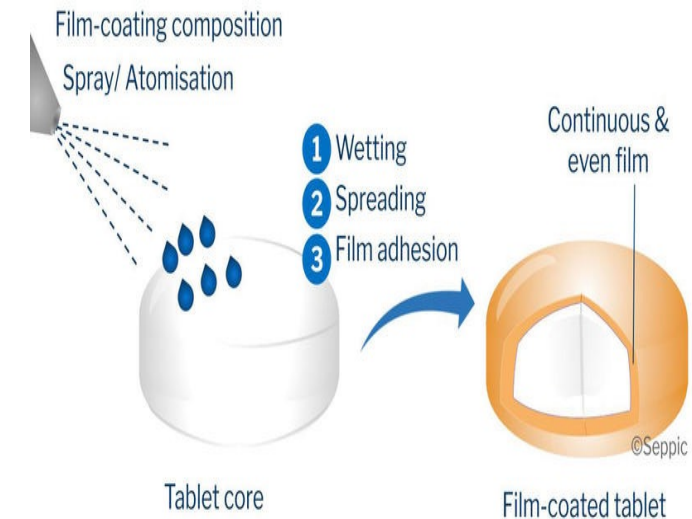 Film-coating composition
Spray/ Atomisation
1 Wetting
2 Spreading
3 Film adhesion
Continuous &
even film
©Seppic
Tablet core
Film-coated tablet